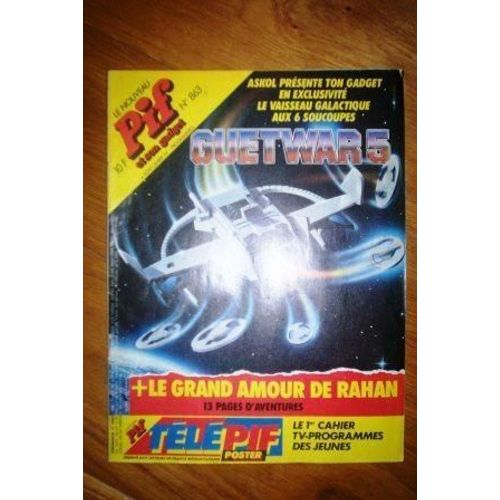 LE NOUVEAU
Pif
et son gadget
N° 863
10 F
ASKOL PRÉSENTE TON GADGET
EN EXCLUSIVITÉ
LE VAISSEAU GALACTIQUE
AUX 6 SOUCOUPES
GUETWAR 5
+ LE GRAND AMOUR DE RAHAN
13 PAGES D'AVENTURES
Pif
TÉLÉPIF
POSTER
LE 1er CAHIER
TV-PROGRAMMES
DES JEUNES